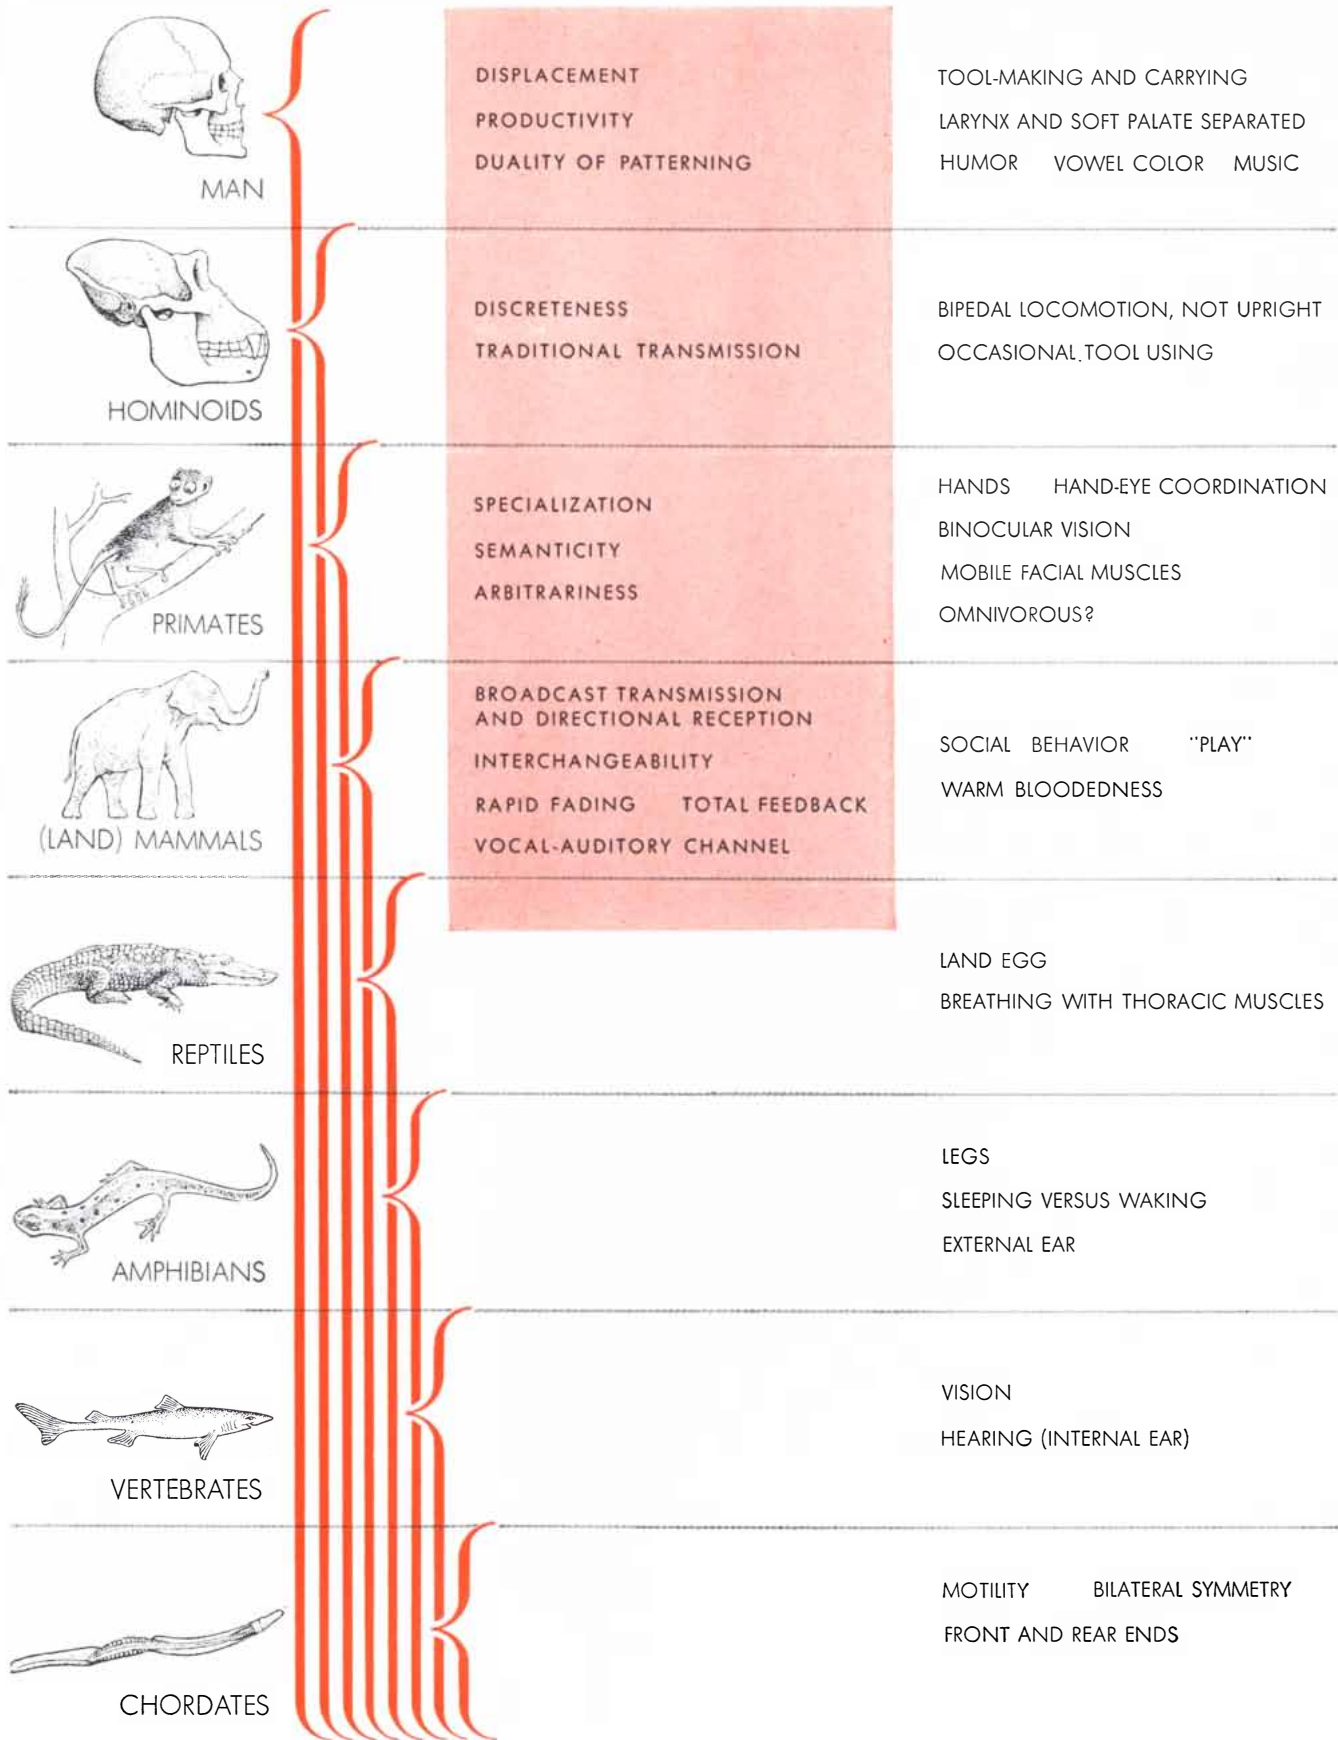 DISPLACEMENT
PRODUCTIVITY
DUALITY OF PATTERNING
TOOL-MAKING AND CARRYING
LARYNX AND SOFT PALATE SEPARATED
HUMOR VOWEL COLOR MUSIC
MAN
DISCRETENESS
TRADITIONAL TRANSMISSION
BIPEDAL LOCOMOTION, NOT UPRIGHT
OCCASIONAL.TOOL USING
HOMINOIDS
SPECIALIZATION
SEMANTICITY
ARBITRARINESS
HANDS HAND-EYE COORDINATION
BINOCULAR VISION
MOBILE FACIAL MUSCLES
OMNIVOROUS?
PRIMATES
BROADCAST TRANSMISSION
AND DIRECTIONAL RECEPTION
INTERCHANGEABILITY
RAPID FADING TOTAL FEEDBACK
VOCAL-AUDITORY CHANNEL
SOCIAL BEHAVIOR "PLAY"
WARM BLOODEDNESS
(LAND) MAMMALS
LAND EGG
BREATHING WITH THORACIC MUSCLES
REPTILES
LEGS
SLEEPING VERSUS WAKING
EXTERNAL EAR
AMPHIBIANS
VISION
HEARING (INTERNAL EAR)
VERTEBRATES
MOTILITY BILATERAL SYMMETRY
FRONT AND REAR ENDS
CHORDATES